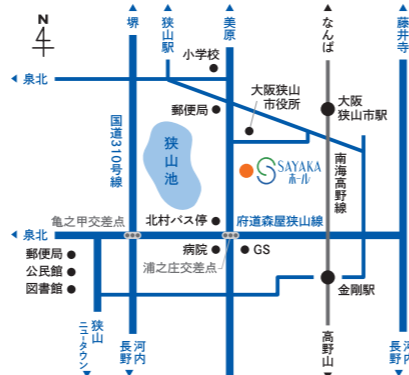 N
堺
狭山駅
美原
なんば
藤井寺
小学校
泉北
郵便局
大阪狭山
市役所
大阪
狭山市駅
国道310号線
狭山池
SAYAKA
ホール
南海高野線
亀之甲交差点
北村バス停
府道森屋狭山線
泉北
郵便局
公民館
図書館
病院
GS
浦之庄交差点
金剛駅
狭山
ニュータウン
河内
長野
河内
長野
高野山
河内
長野